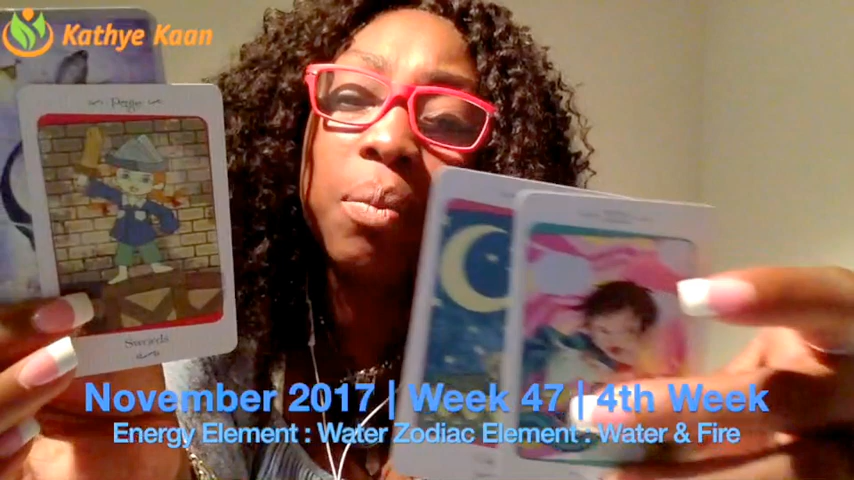 Kathye Kaan
Page
Swords
November 2017 | Week 47 | 4th Week
Energy Element : Water Zodiac Element : Water & Fire